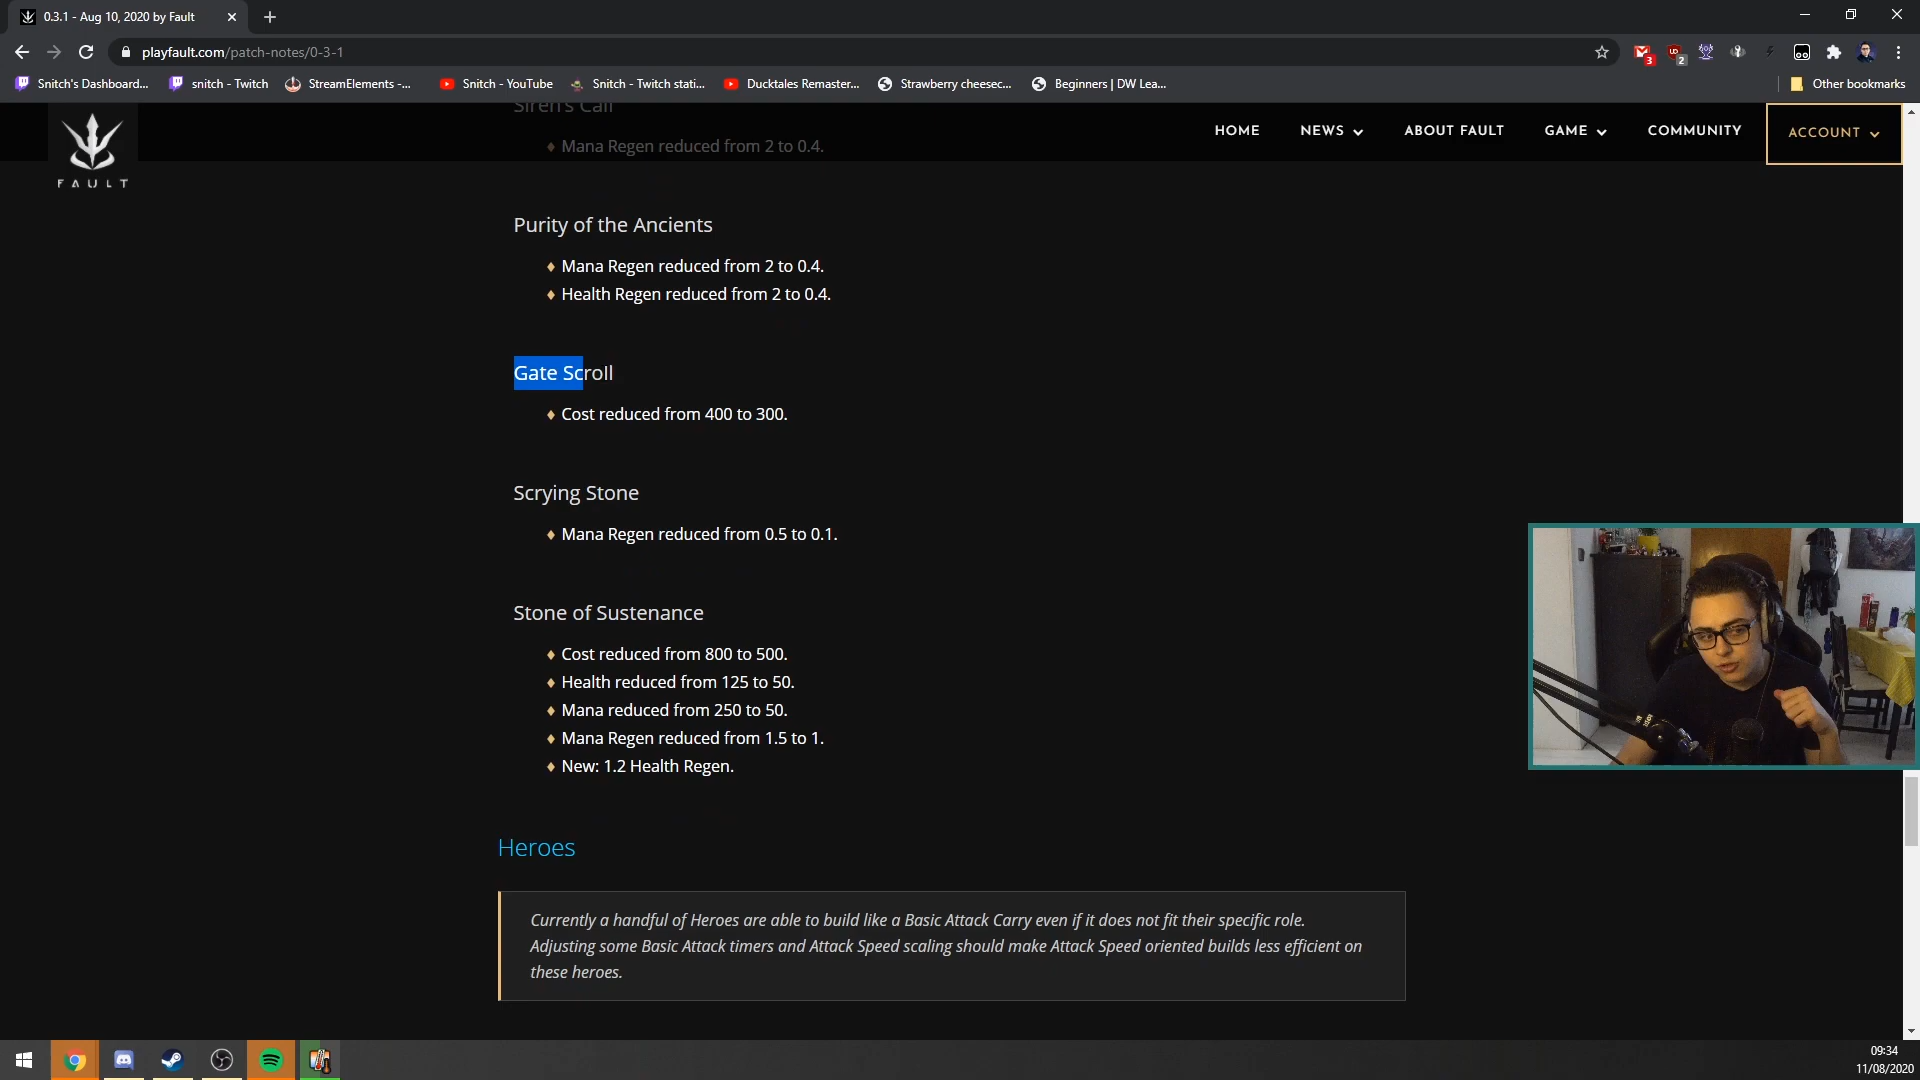 0.3.1 - Aug 10, 2020 by Fault
playfault.com/patch-notes/0-3-1
3
2
Snitch's Dashboard...
snitch - Twitch
StreamElements -...
Snitch - YouTube
Snitch - Twitch stati...
Ducktales Remaster...
Strawberry cheesec...
Beginners | DW Lea...
Other bookmarks
FAULT
HOME
NEWS
ABOUT FAULT
GAME
COMMUNITY
ACCOUNT
Siren's Call
Mana Regen reduced from 2 to 0.4.
Purity of the Ancients
Mana Regen reduced from 2 to 0.4.
Health Regen reduced from 2 to 0.4.
Gate Scroll
Cost reduced from 400 to 300.
Scrying Stone
Mana Regen reduced from 0.5 to 0.1.
Stone of Sustenance
Cost reduced from 800 to 500.
Health reduced from 125 to 50.
Mana reduced from 250 to 50.
Mana Regen reduced from 1.5 to 1.
New: 1.2 Health Regen.
Heroes
Currently a handful of Heroes are able to build like a Basic Attack Carry even if it does not fit their specific role.
Adjusting some Basic Attack timers and Attack Speed scaling should make Attack Speed oriented builds less efficient on
these heroes.
09:34
11/08/2020